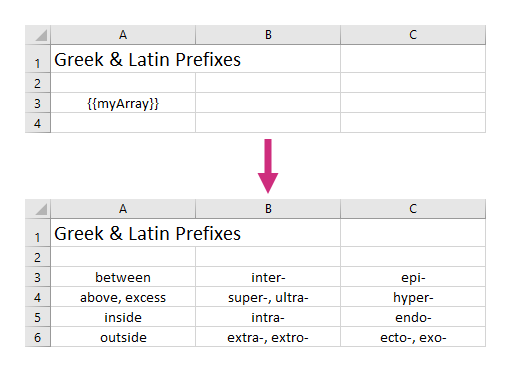 A B C
1 Greek & Latin Prefixes
2
3 {{myArray}}
4
A B C
1 Greek & Latin Prefixes
2
3 between inter- epi-
4 above, excess super-, ultra- hyper-
5 inside intra- endo-
6 outside extra-, extro- ecto-, exo-